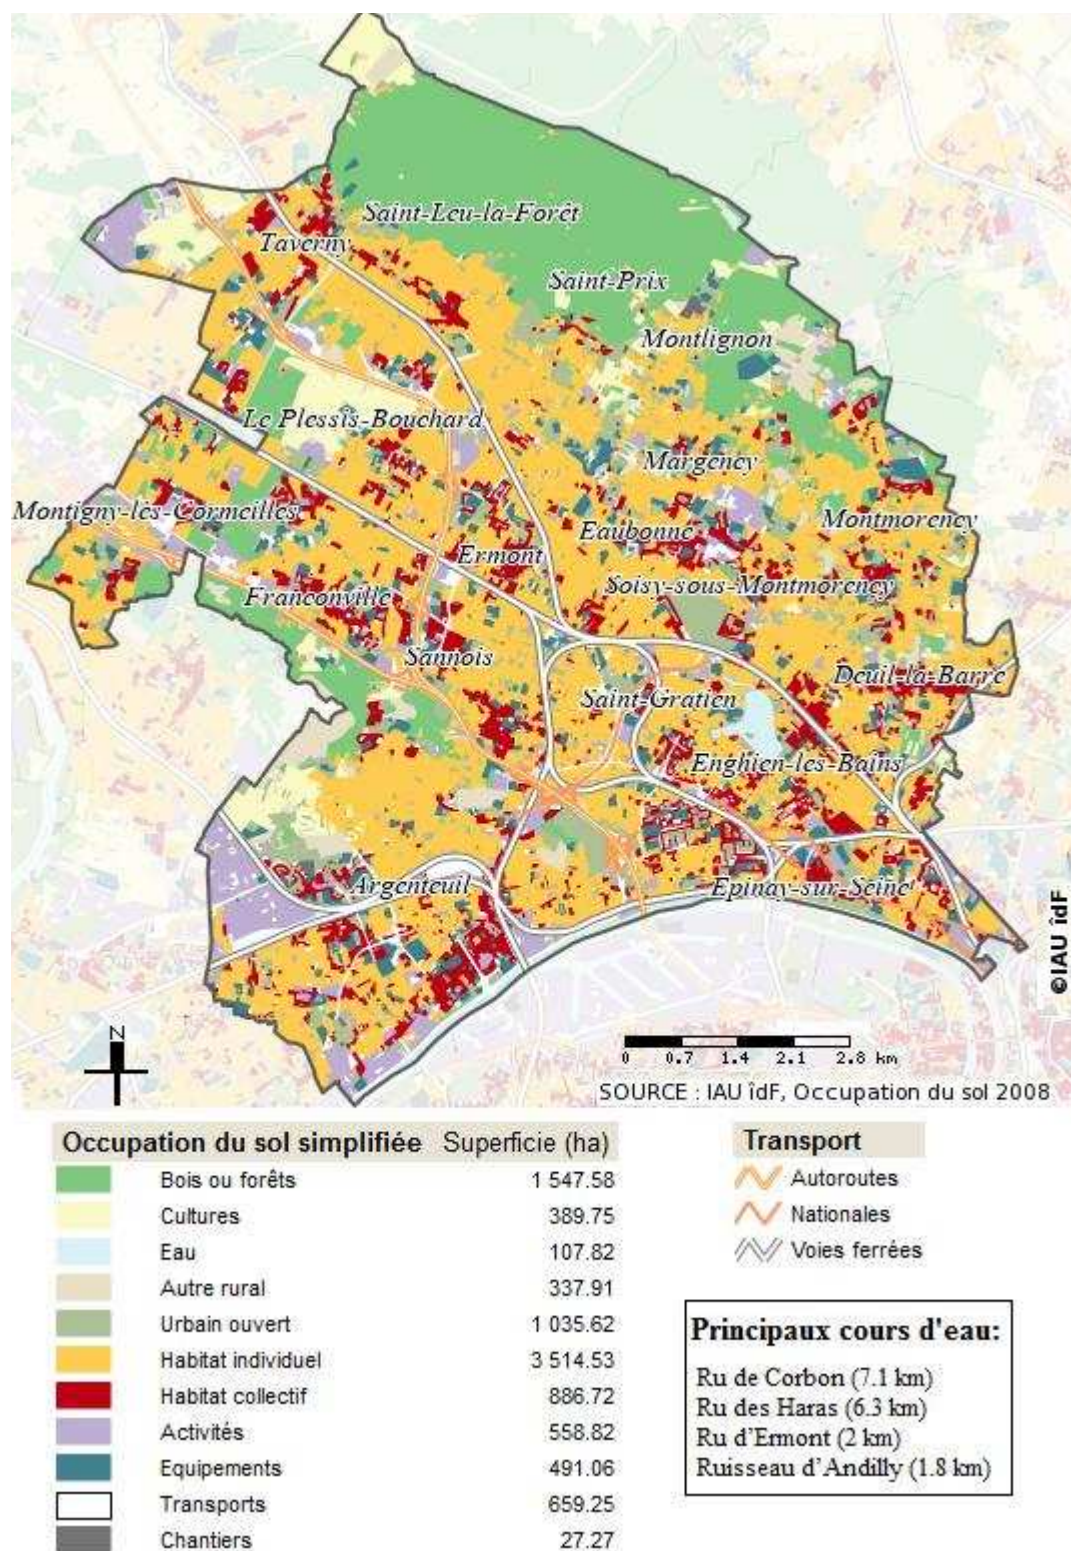 Saint-Leu-la-Forêt
Taverny
Saint-Prix
Montlignon
Le Plessis-Bouchard
Margency
Montigny-lès-Cormeilles
Montmorency
Eaubonne
Ermont
Soisy-sous-Montmorency
Franconville
Sannois
Deuil-la-Barre
Saint-Gratien
Enghien-les-Bains
Argenteuil
Epinay-sur-Seine
©IAU îdF
N
0 0.7 1.4 2.1 2.8 km
SOURCE : IAU îdF, Occupation du sol 2008
Occupation du sol simplifiée Superficie (ha)
Bois ou forêts 1 547.58
Cultures 389.75
Eau 107.82
Autre rural 337.91
Urbain ouvert 1 035.62
Habitat individuel 3 514.53
Habitat collectif 886.72
Activités 558.82
Equipements 491.06
Transports 659.25
Chantiers 27.27
Transport
Autoroutes
Nationales
Voies ferrées
Principaux cours d'eau:
Ru de Corbon (7.1 km)
Ru des Haras (6.3 km)
Ru d'Ermont (2 km)
Ruisseau d'Andilly (1.8 km)